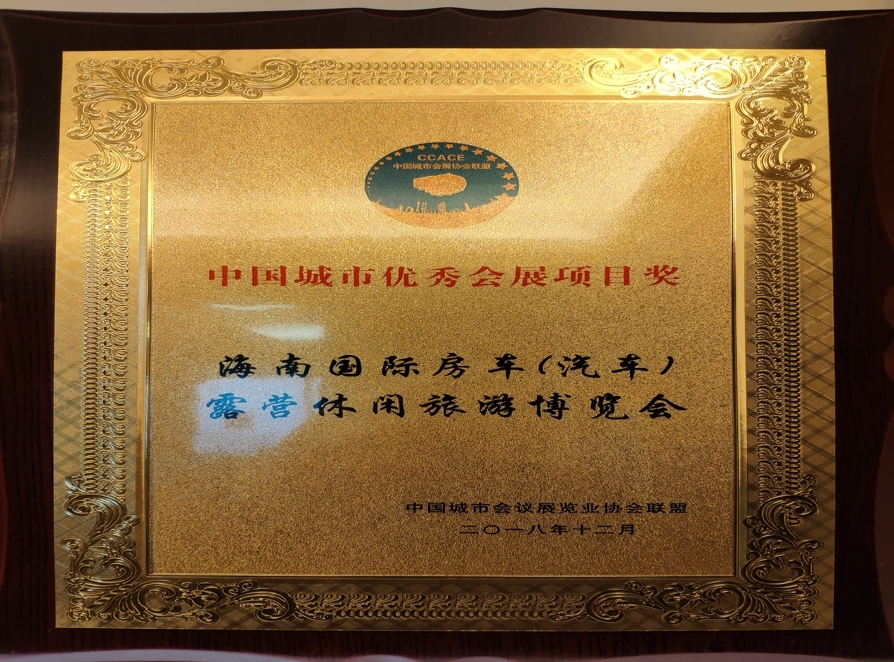 CCACE
中国城市会展协会联盟
中国城市优秀会展项目奖
海南国际房车(汽车)
露营休闲旅游博览会
中国城市会议展览业协会联盟
二〇一八年十二月